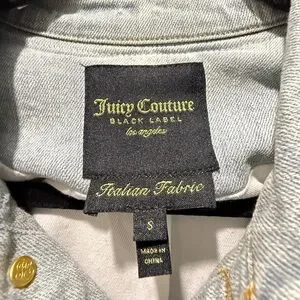 Juicy Couture
BLACK LABEL
los angeles
Italian Fabric
S
MADE IN
CHINA